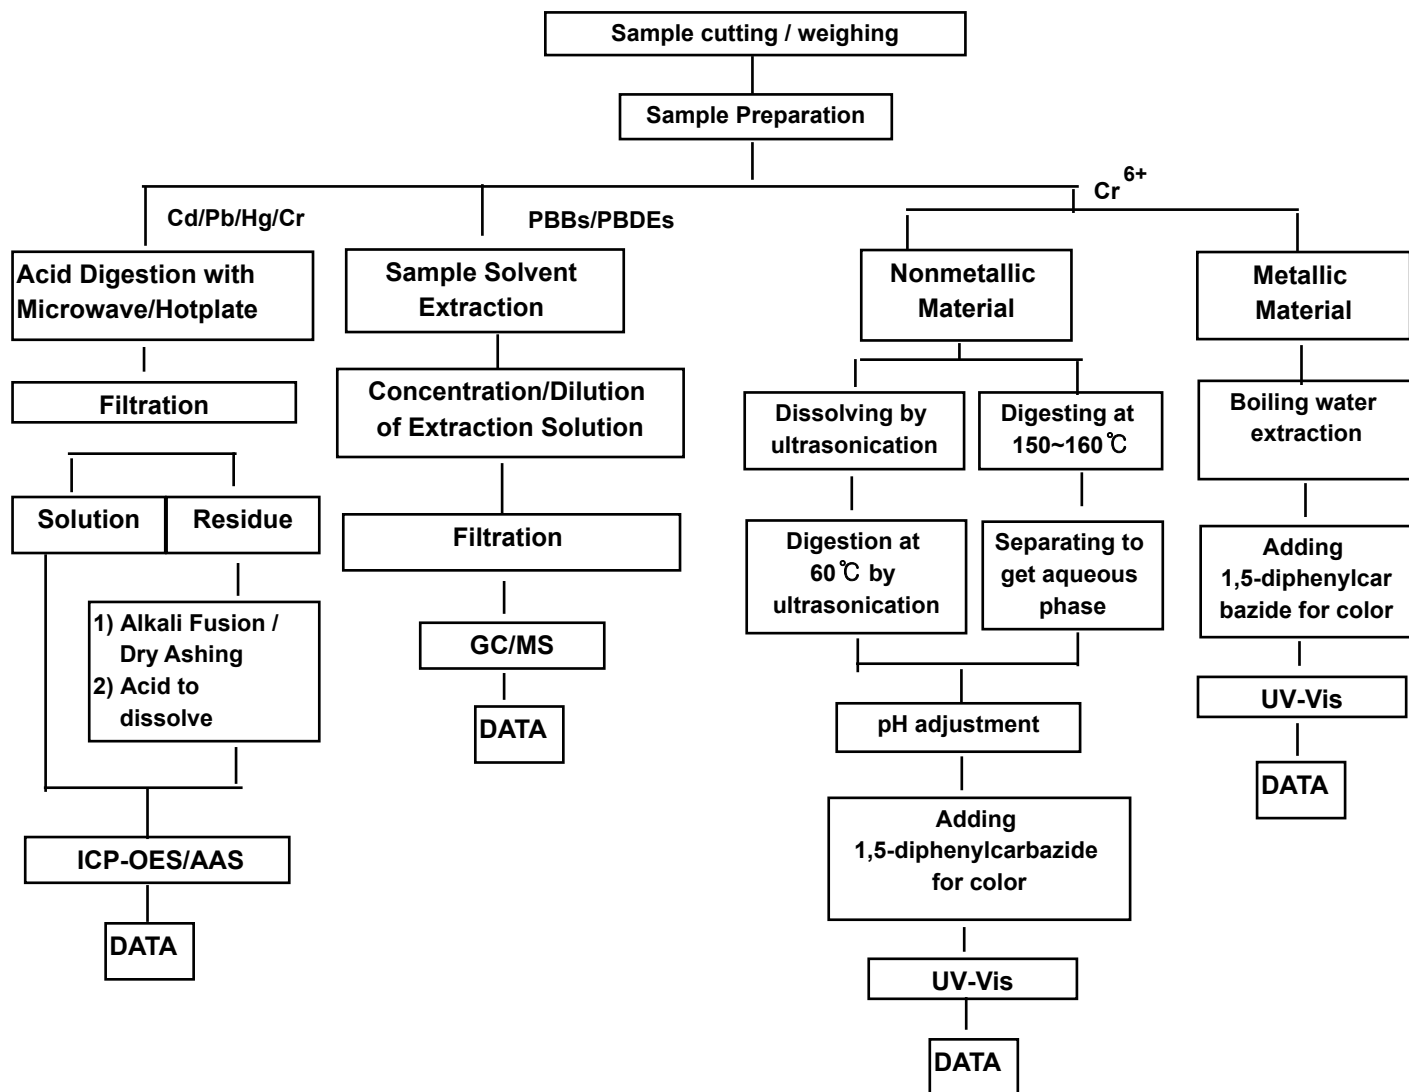 Sample cutting / weighing
Sample Preparation
Cd/Pb/Hg/Cr
PBBs/PBDEs
Cr 6+
Acid Digestion with
Microwave/Hotplate
Filtration
Solution
Residue
1) Alkali Fusion /
Dry Ashing
2) Acid to
dissolve
ICP-OES/AAS
DATA
Sample Solvent
Extraction
Concentration/Dilution
of Extraction Solution
Filtration
GC/MS
DATA
Nonmetallic
Material
Dissolving by
ultrasonication
Digestion at
60℃ by
ultrasonication
Digesting at
150~160℃
Separating to
get aqueous
phase
pH adjustment
Adding
1,5-diphenylcarbazide
for color
UV-Vis
DATA
Metallic
Material
Boiling water
extraction
Adding
1,5-diphenylcar
bazide for color
UV-Vis
DATA